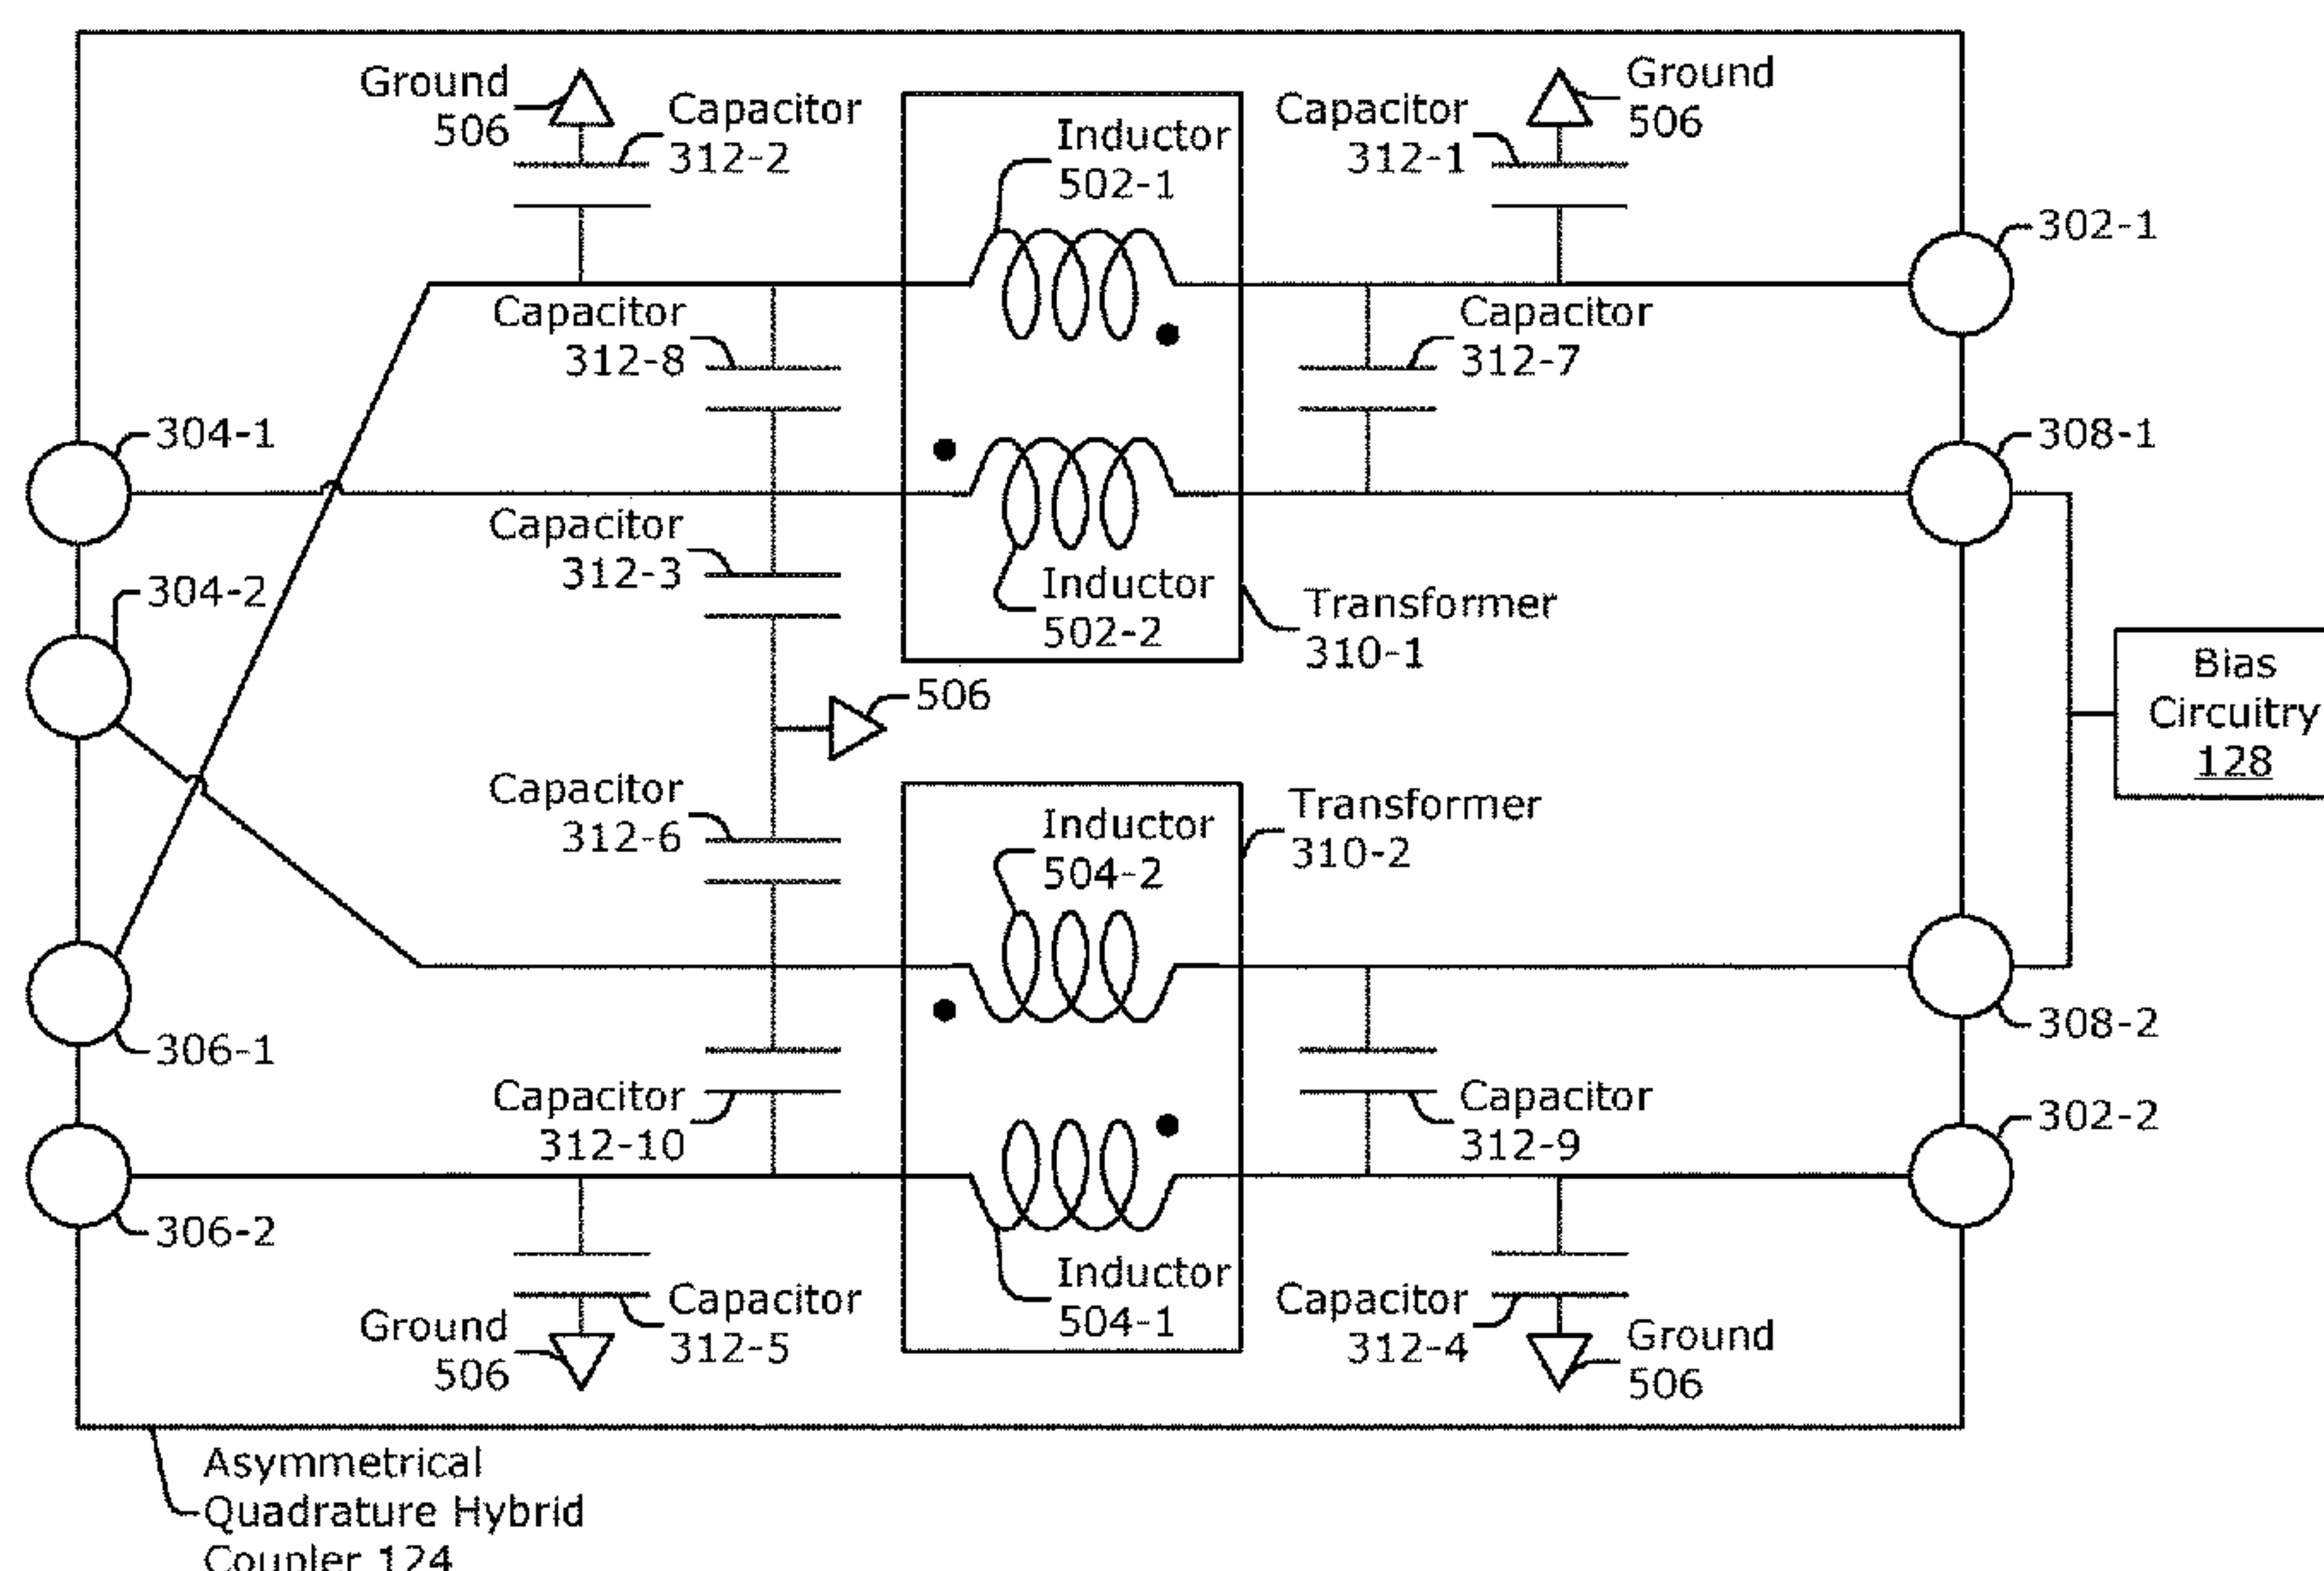 Ground
506
Capacitor
312-2
Inductor
502-1
Capacitor
312-1
Ground
506
302-1
Capacitor
312-8
Capacitor
312-7
304-1
308-1
Capacitor
312-3
Inductor
502-2
304-2
Transformer
310-1
506
Bias
Circuitry
128
Capacitor
312-6
Inductor
504-2
Transformer
310-2
306-1
308-2
Capacitor
312-10
Capacitor
312-9
302-2
306-2
Ground
506
Capacitor
312-5
Inductor
504-1
Capacitor
312-4
Ground
506
Asymmetrical
Quadrature Hybrid
Coupler 124